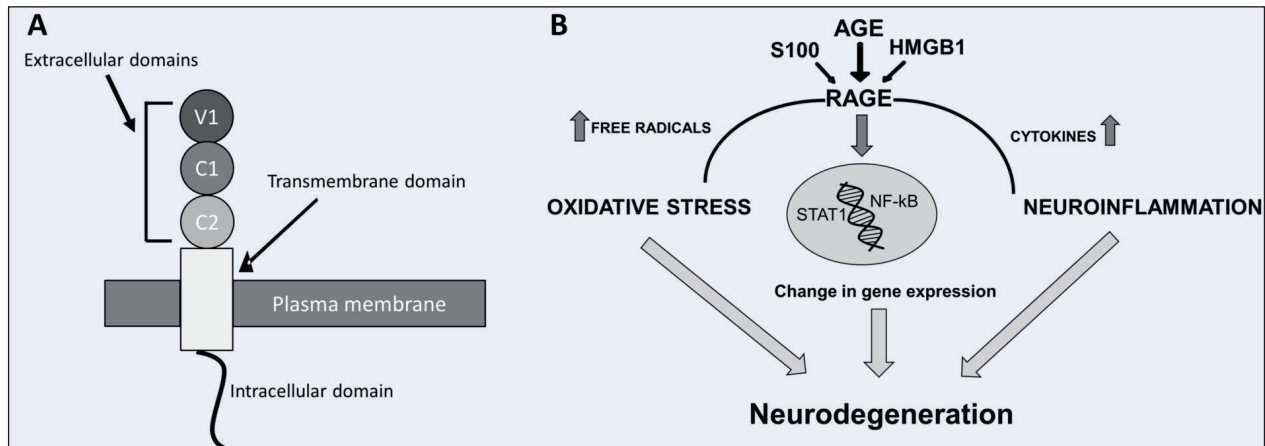 A
Extracellular domains
V1
C1
C2
Transmembrane domain
Plasma membrane
Intracellular domain
B
AGE
S100
HMGB1
RAGE
FREE RADICALS
CYTOKINES
OXIDATIVE STRESS
STAT1
NF-kB
NEUROINFLAMMATION
Change in gene expression
Neurodegeneration